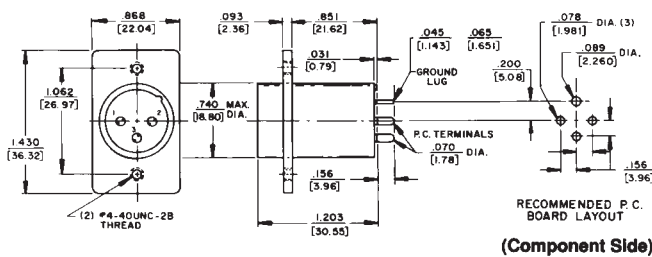 .868
[22.04]
.093
[2.36]
.851
[21.62]
.031
[0.79]
.045
[1.143]
.065
[1.651]
GROUND
LUG
.078
[1.981]
DIA. (3)
.089
[2.260]
DIA.
.200
[5.08]
1.062
[26.97]
1.430
[36.32]
1
2
3
.740
[18.80]
MAX.
DIA.
P.C. TERMINALS
.070
[1.78]
DIA.
.156
[3.96]
.156
[3.96]
(2) #4-40UNC-2B
THREAD
1.203
[30.55]
RECOMMENDED P.C.
BOARD LAYOUT
(Component Side)